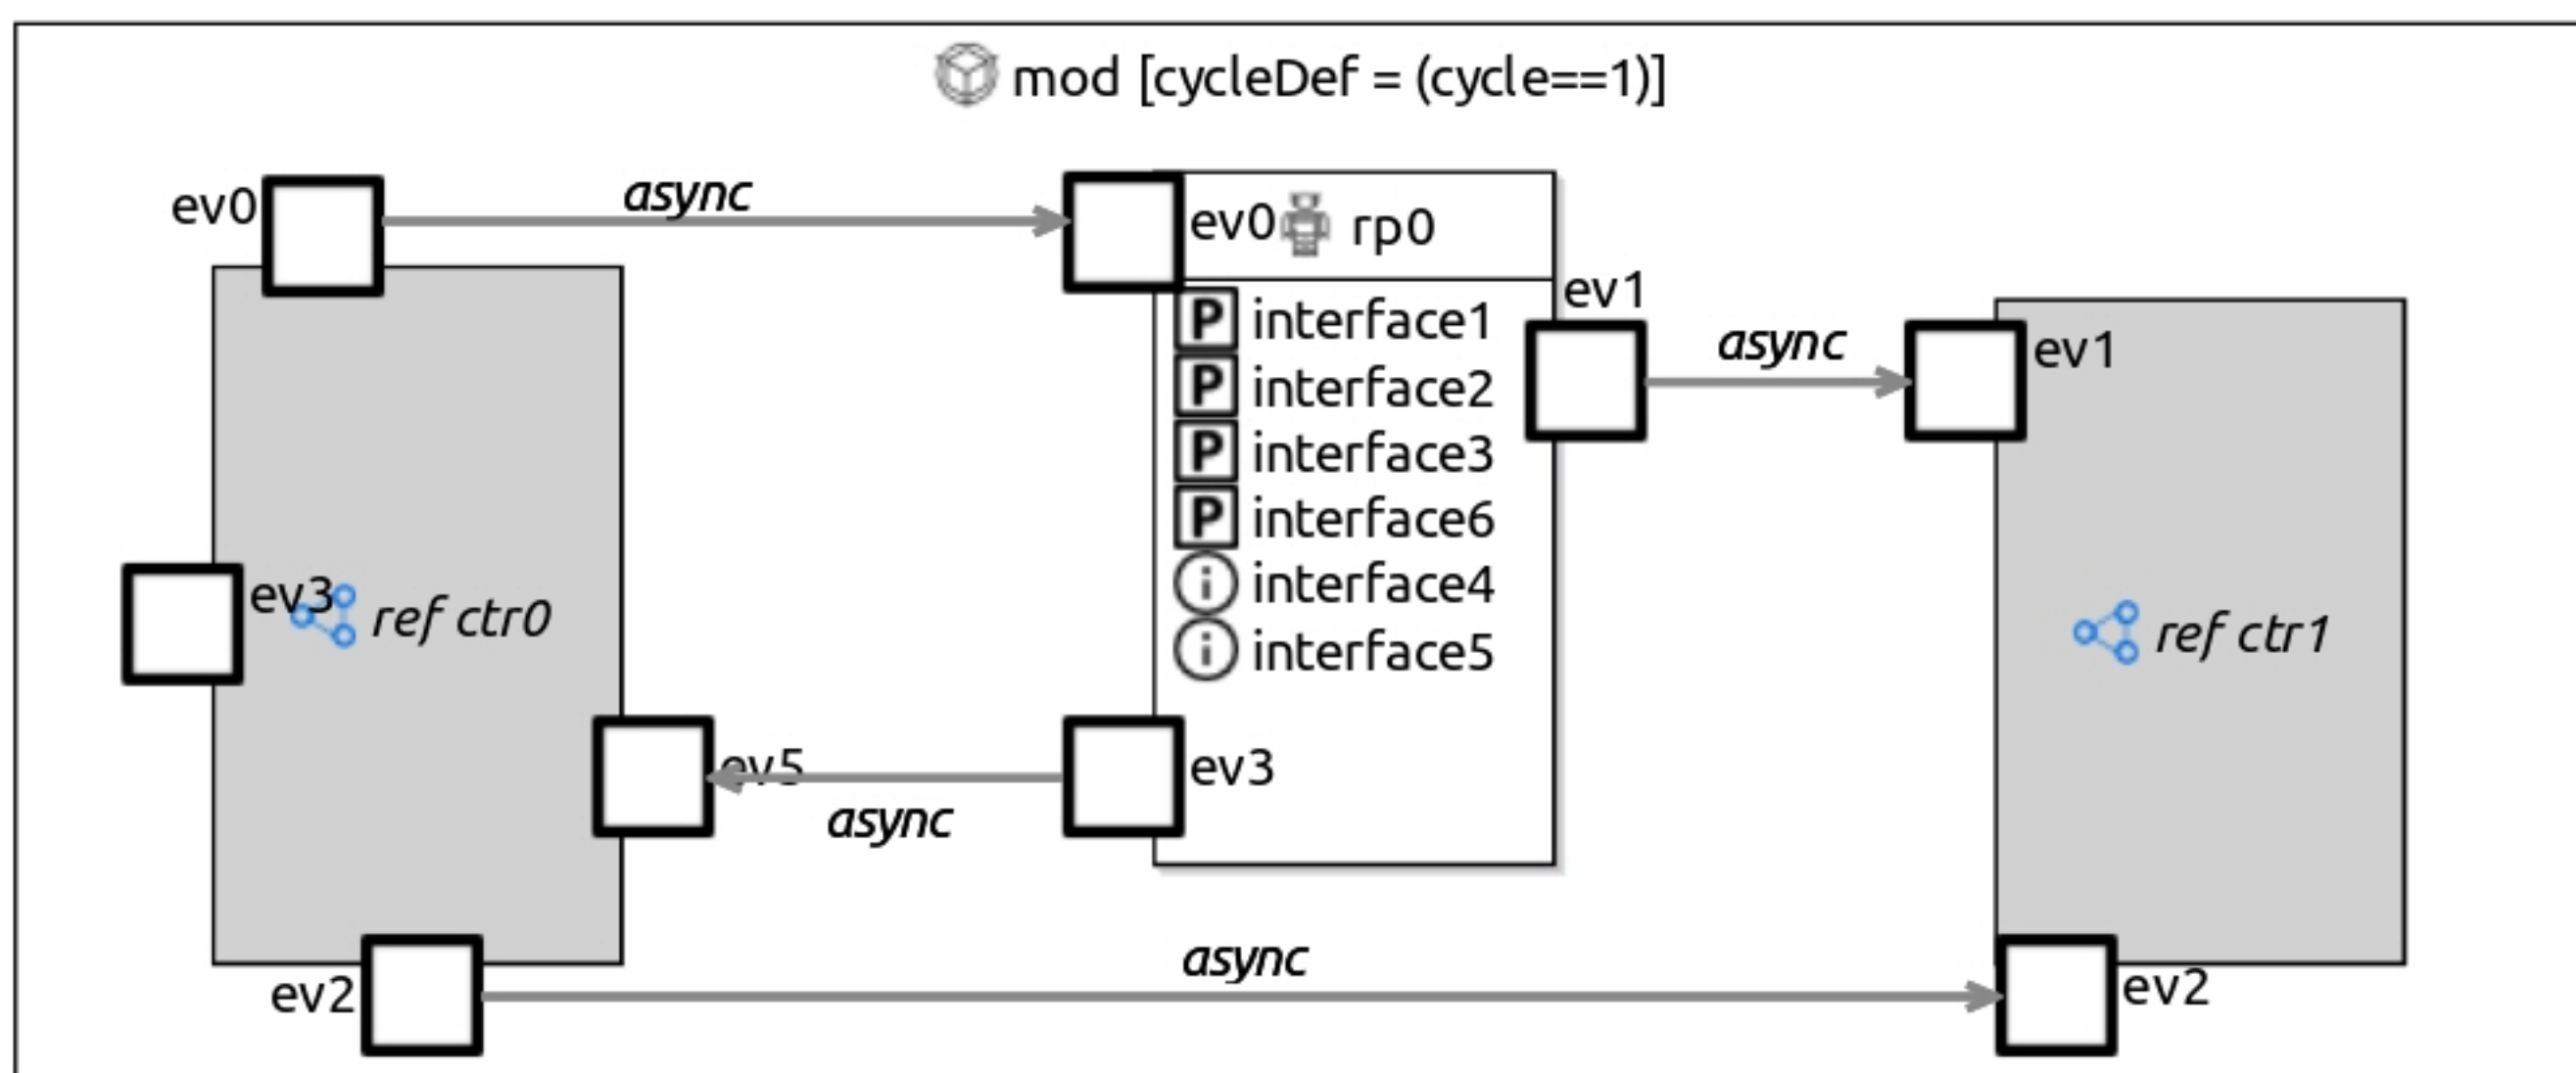 mod [cycleDef = (cycle==1)]
ev0
async
ev0
rp0
P interface1
P interface2
P interface3
P interface6
i interface4
i interface5
ev1
async
ev1
ev3
ref ctr0
ref ctr1
ev5
async
ev3
ev2
async
ev2